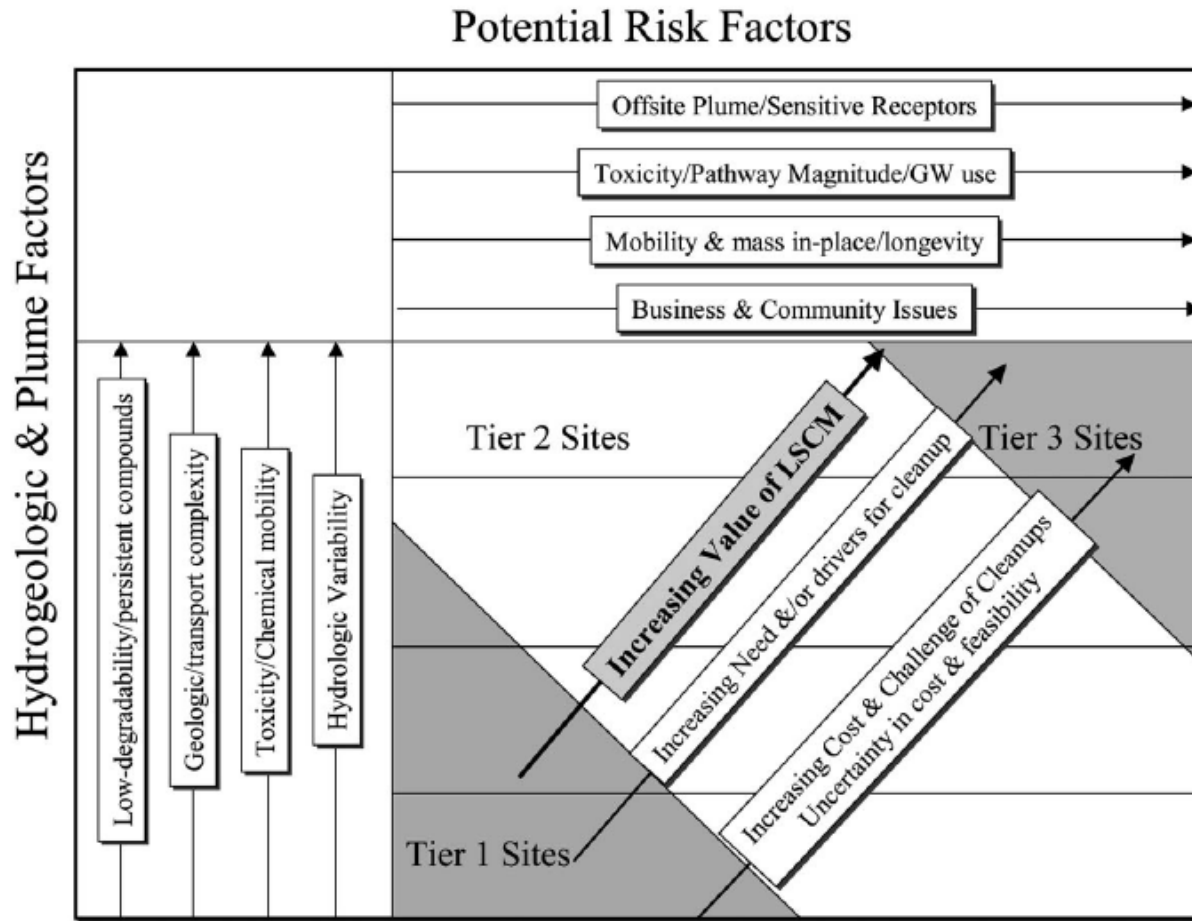 Potential Risk Factors
Hydrogeologic & Plume Factors
Offsite Plume/Sensitive Receptors
Toxicity/Pathway Magnitude/GW use
Mobility & mass in-place/longevity
Business & Community Issues
Low-degradability/persistent compounds
Geologic/transport complexity
Toxicity/Chemical mobility
Hydrologic Variability
Tier 2 Sites
Tier 3 Sites
Increasing Value of LSCM
Increasing Need &/or drivers for cleanup
Increasing Cost & Challenge of Cleanups
Uncertainty in cost & feasibility
Tier 1 Sites